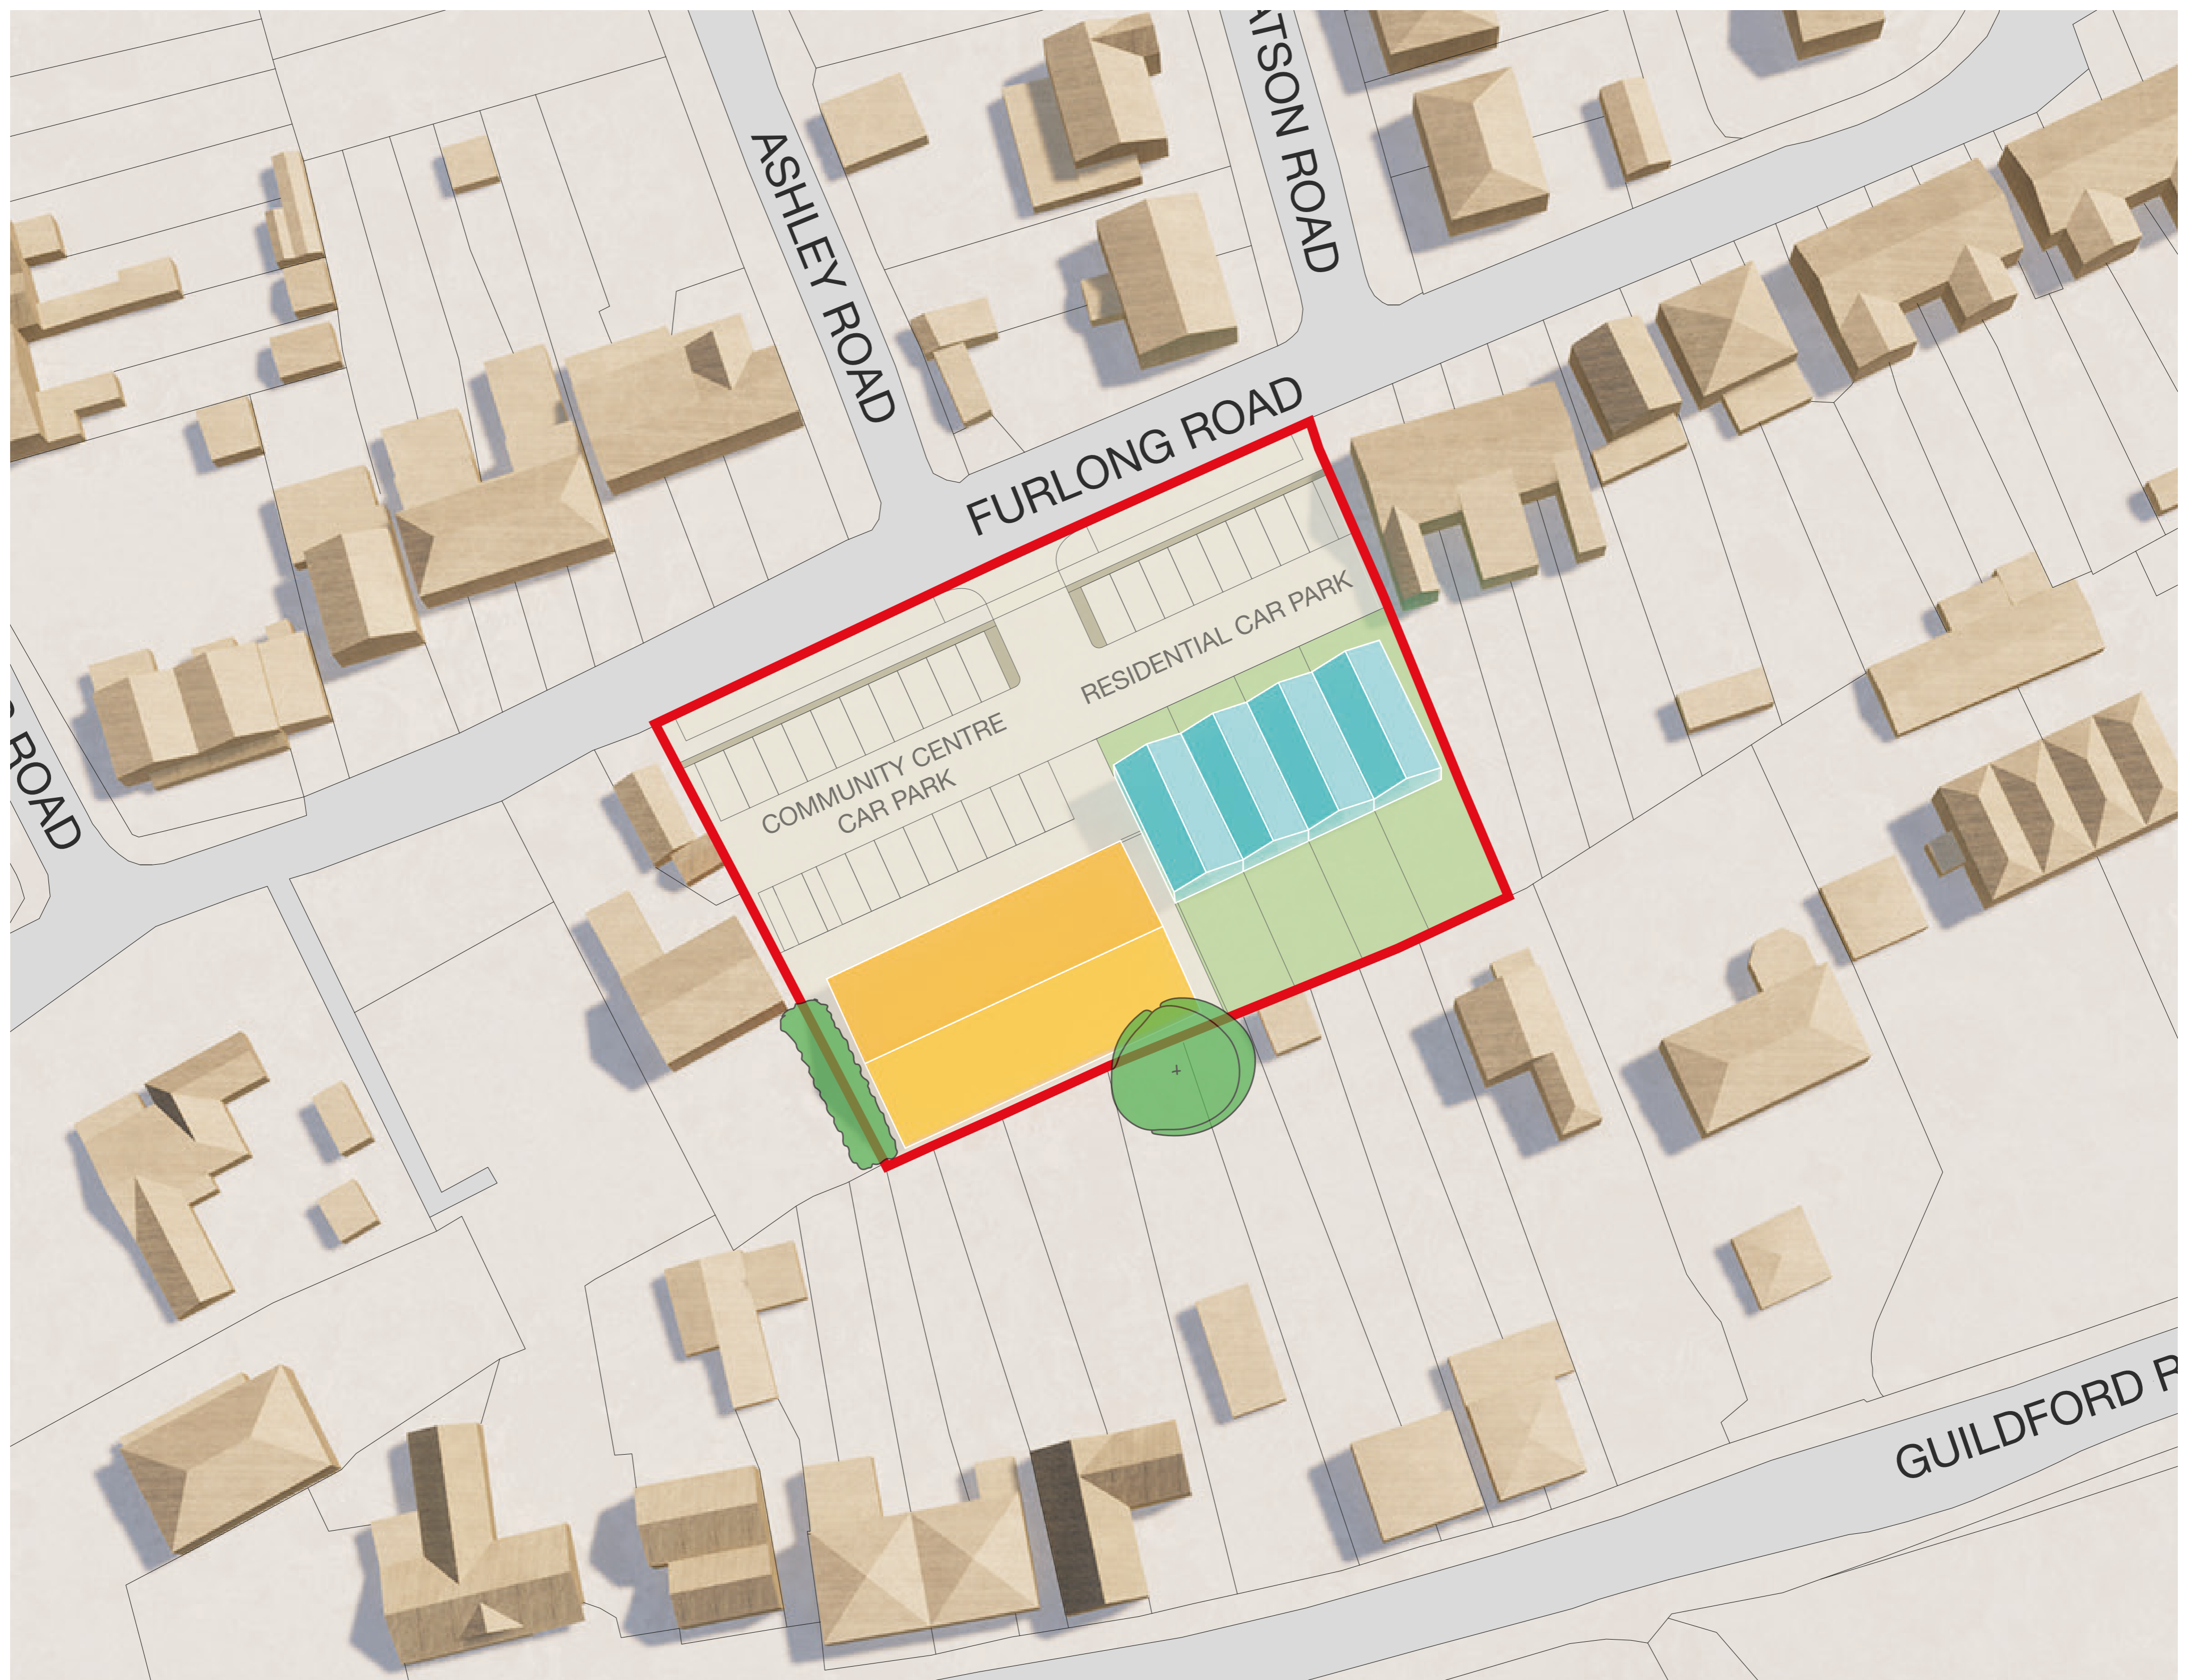 ATSON ROAD
ASHLEY ROAD
FURLONG ROAD
RESIDENTIAL CAR PARK
COMMUNITY CENTRE
CAR PARK
ROAD
GUILDFORD R